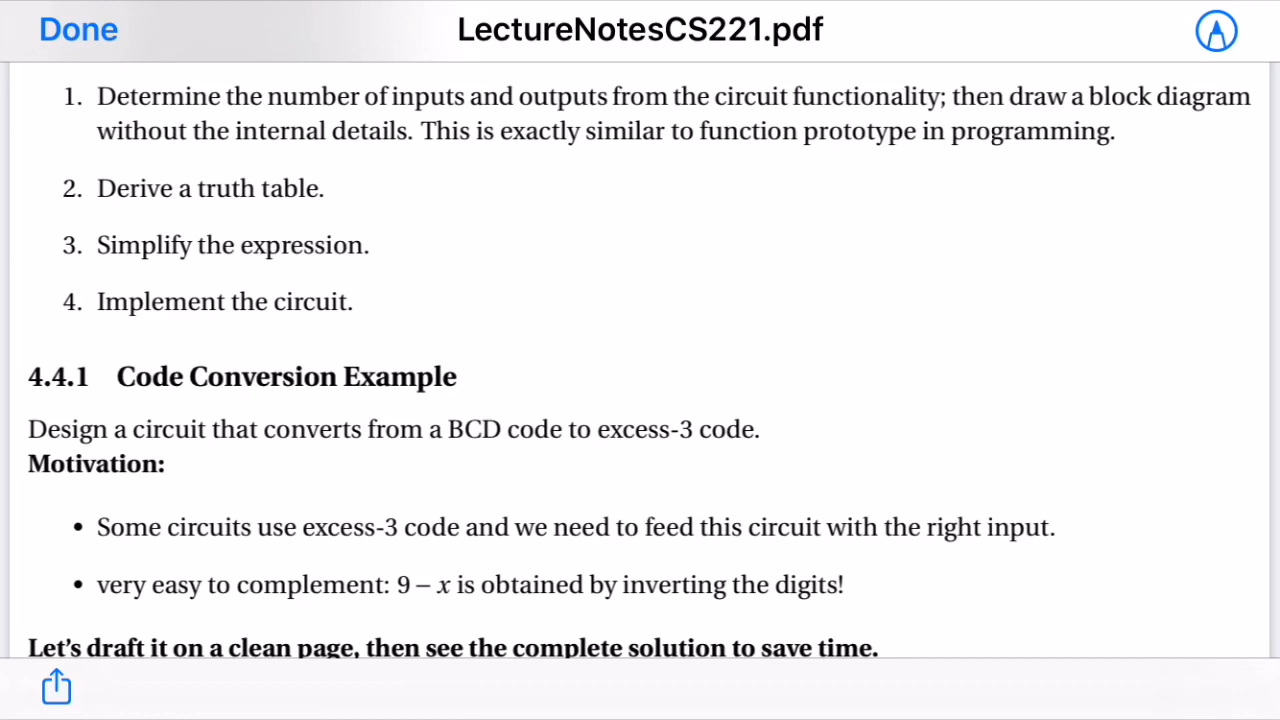 Done
LectureNotesCS221.pdf
1. Determine the number of inputs and outputs from the circuit functionality; then draw a block diagram
without the internal details. This is exactly similar to function prototype in programming.
2. Derive a truth table.
3. Simplify the expression.
4. Implement the circuit.
4.4.1 Code Conversion Example
Design a circuit that converts from a BCD code to excess-3 code.
Motivation:
• Some circuits use excess-3 code and we need to feed this circuit with the right input.
• very easy to complement: 9 – x is obtained by inverting the digits!
Let's draft it on a clean page, then see the complete solution to save time.